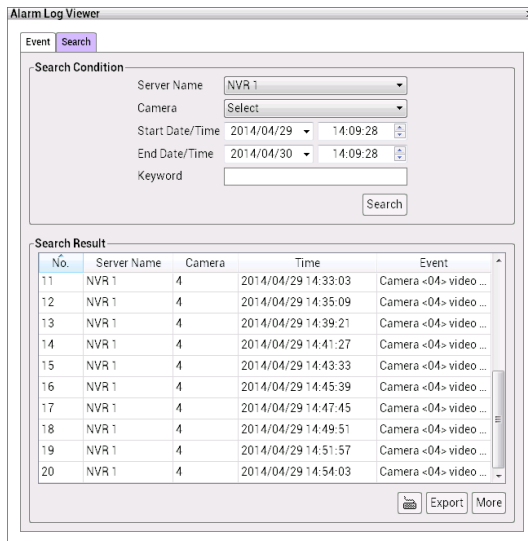 Alarm Log Viewer
Event Search
Search Condition
Server Name NVR 1
Camera Select
Start Date/Time 2014/04/29 14:09:28
End Date/Time 2014/04/30 14:09:28
Keyword
Search
Search Result
No. Server Name Camera Time Event
11 NVR 1 4 2014/04/29 14:33:03 Camera <04> video ...
12 NVR 1 4 2014/04/29 14:35:09 Camera <04> video ...
13 NVR 1 4 2014/04/29 14:39:21 Camera <04> video ...
14 NVR 1 4 2014/04/29 14:41:27 Camera <04> video ...
15 NVR 1 4 2014/04/29 14:43:33 Camera <04> video ...
16 NVR 1 4 2014/04/29 14:45:39 Camera <04> video ...
17 NVR 1 4 2014/04/29 14:47:45 Camera <04> video ...
18 NVR 1 4 2014/04/29 14:49:51 Camera <04> video ...
19 NVR 1 4 2014/04/29 14:51:57 Camera <04> video ...
20 NVR 1 4 2014/04/29 14:54:03 Camera <04> video ...
Export More